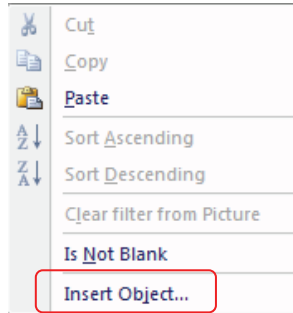 Cut
Copy
Paste
A
Z
Sort Ascending
Z
A
Sort Descending
Clear filter from Picture
Is Not Blank
Insert Object...